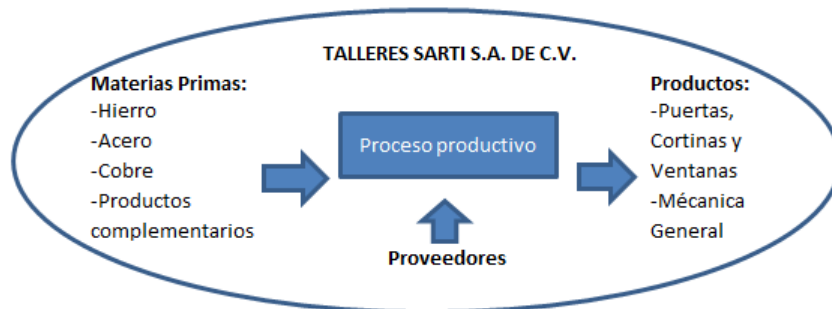 TALLERES SARTI S.A. DE C.V.
Materias Primas:
-Hierro
-Acero
-Cobre
-Productos
complementarios
Proceso productivo
Proveedores
Productos:
-Puertas,
Cortinas y
Ventanas
-Mécanica
General